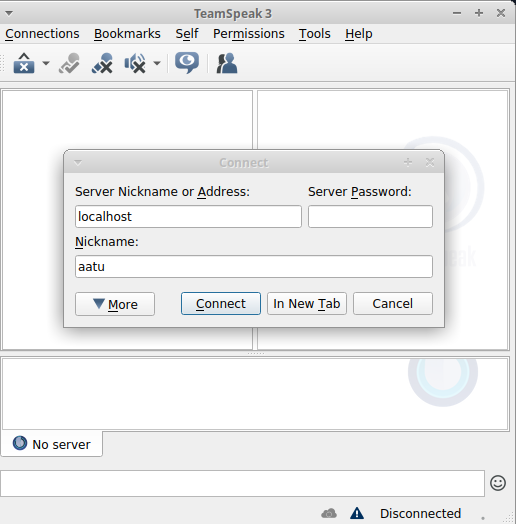 TeamSpeak 3
Connections Bookmarks Self Permissions Tools Help
Connect
Server Nickname or Address: Server Password:
localhost
Nickname:
aatu
More Connect In New Tab Cancel
No server
Disconnected